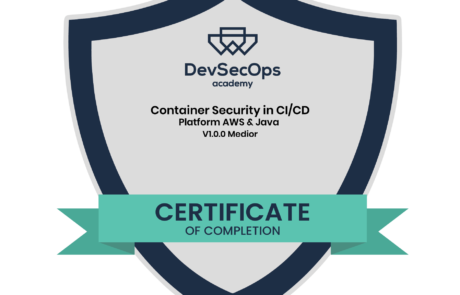 DevSecOps
academy
Container Security in CI/CD
Platform AWS & Java
V1.0.0 Medior
CERTIFICATE
OF COMPLETION